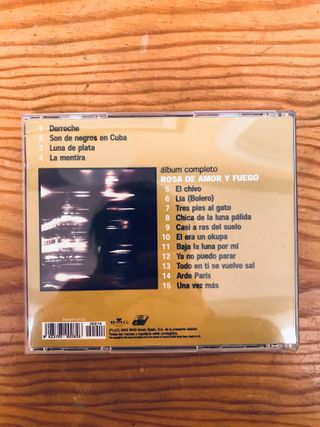 1 Derroche
2 Son de negros en Cuba
3 Luna de plata
4 La mentira
álbum completo
ROSA DE AMOR Y FUEGO
5 El chivo
6 Lía (Bolero)
7 Tres pies al gato
8 Chica de la luna pálida
9 Casi a ras del suelo
10 El era un okupa
11 Baja la luna por mí
12 Ya no puedo parar
13 Todo en ti se vuelve sal
14 Arde París
15 Una vez más
BMG